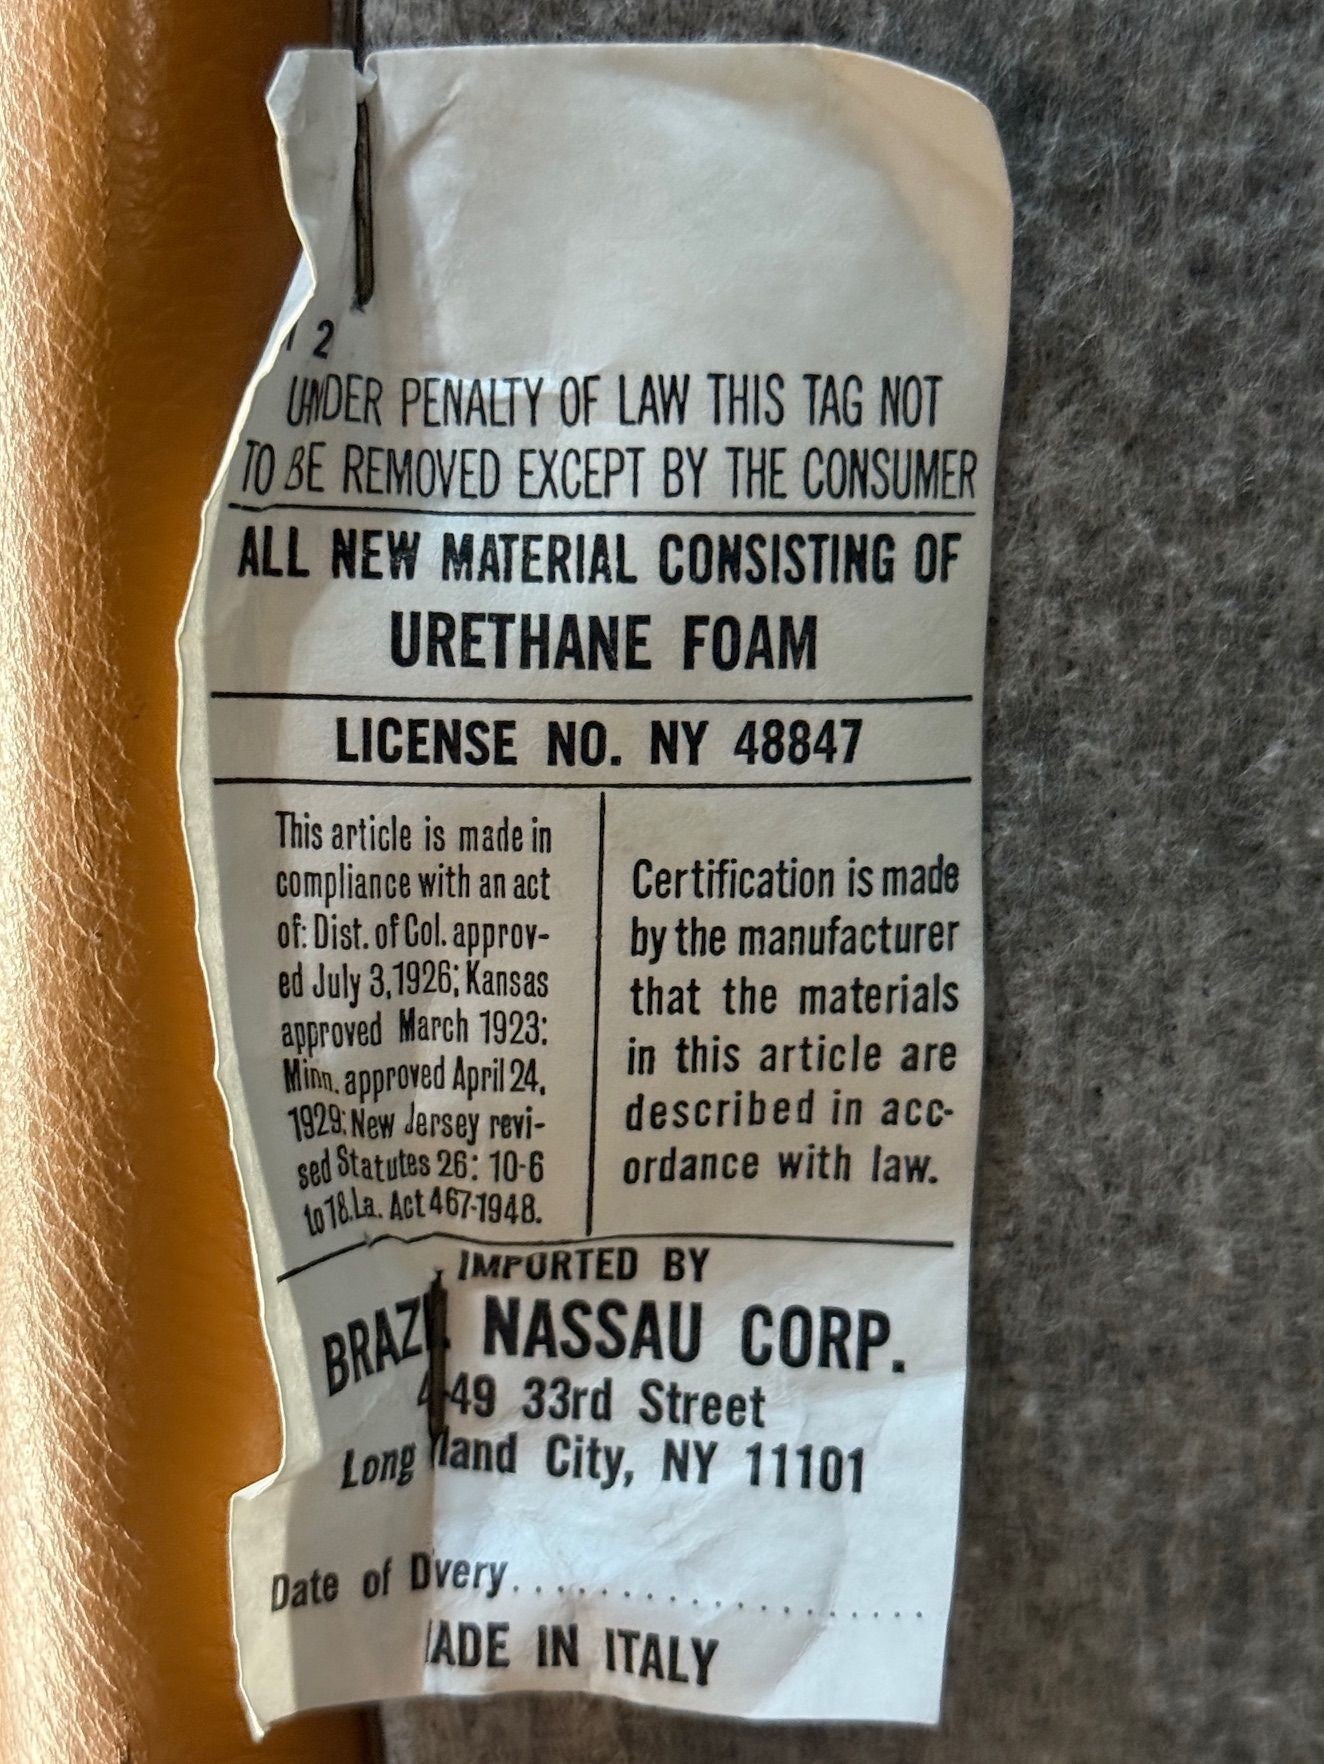 2
UNDER PENALTY OF LAW THIS TAG NOT
TO BE REMOVED EXCEPT BY THE CONSUMER
ALL NEW MATERIAL CONSISTING OF
URETHANE FOAM
LICENSE NO. NY 48847
This article is made in
compliance with an act
of: Dist. of Col. approv-
ed July 3, 1926; Kansas
approved March 1923:
Minn. approved April 24,
1929: New Jersey revi-
sed Statutes 26: 10-6
to 18. La. Act 467-1948.
Certification is made
by the manufacturer
that the materials
in this article are
described in acc-
ordance with law.
IMPORTED BY
NASSAU CORP.
33rd Street
Long City, NY 11101
Date of
MADE IN ITALY